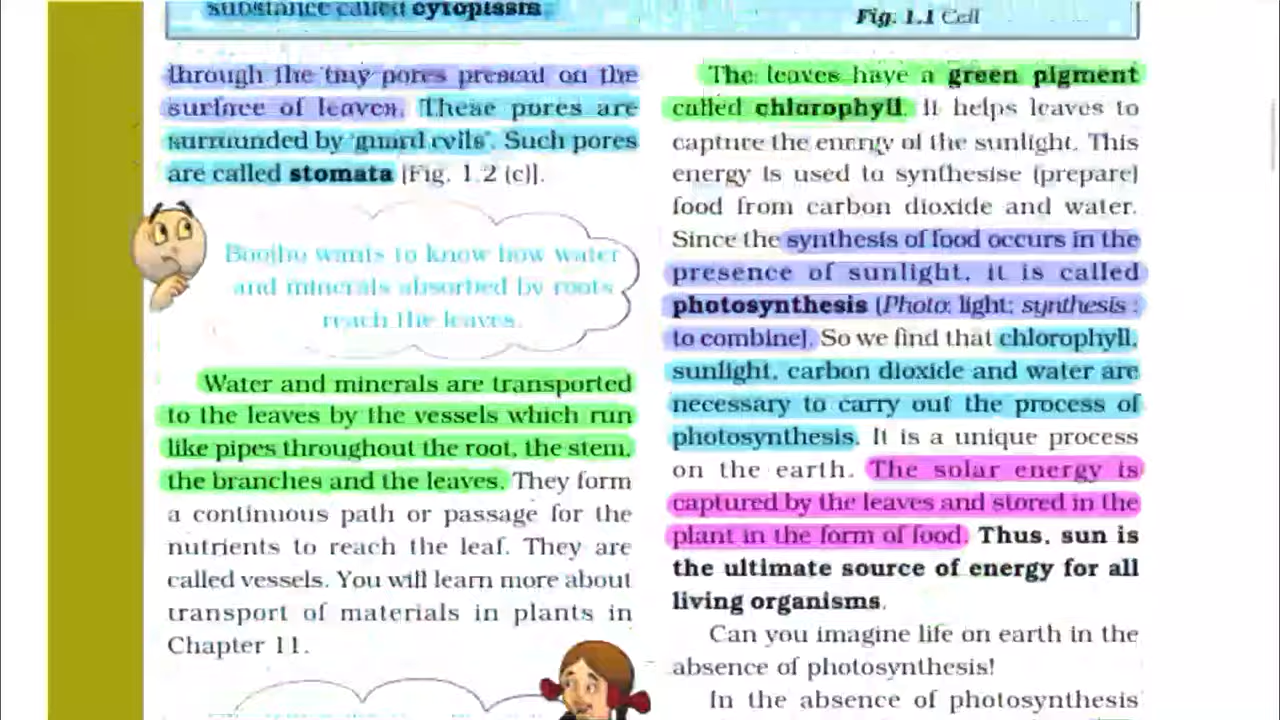 substance called cytoplasm.
Fig. 1.1 Cell
through the tiny pores present on the
surface of leaves. These pores are
surrounded by 'guard cells'. Such pores
are called stomata [Fig. 1.2 (c)].
Boojho wants to know how water
and minerals absorbed by roots
reach the leaves.
Water and minerals are transported
to the leaves by the vessels which run
like pipes throughout the root, the stem,
the branches and the leaves. They form
a continuous path or passage for the
nutrients to reach the leaf. They are
called vessels. You will learn more about
transport of materials in plants in
Chapter 11.
The leaves have a green pigment
called chlorophyll. It helps leaves to
capture the energy of the sunlight. This
energy is used to synthesise (prepare)
food from carbon dioxide and water.
Since the synthesis of food occurs in the
presence of sunlight, it is called
photosynthesis (Photo: light; synthesis :
to combine). So we find that chlorophyll,
sunlight, carbon dioxide and water are
necessary to carry out the process of
photosynthesis. It is a unique process
on the earth. The solar energy is
captured by the leaves and stored in the
plant in the form of food. Thus, sun is
the ultimate source of energy for all
living organisms.
Can you imagine life on earth in the
absence of photosynthesis!
In the absence of photosynthesis